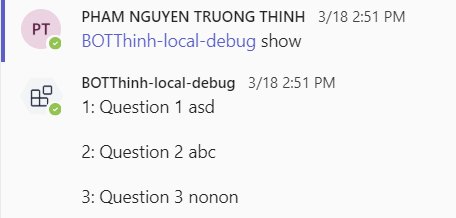 PT
PHAM NGUYEN TRUONG THINH 3/18 2:51 PM
BOTThinh-local-debug show
BOTThinh-local-debug 3/18 2:51 PM
1: Question 1 asd
2: Question 2 abc
3: Question 3 nonon